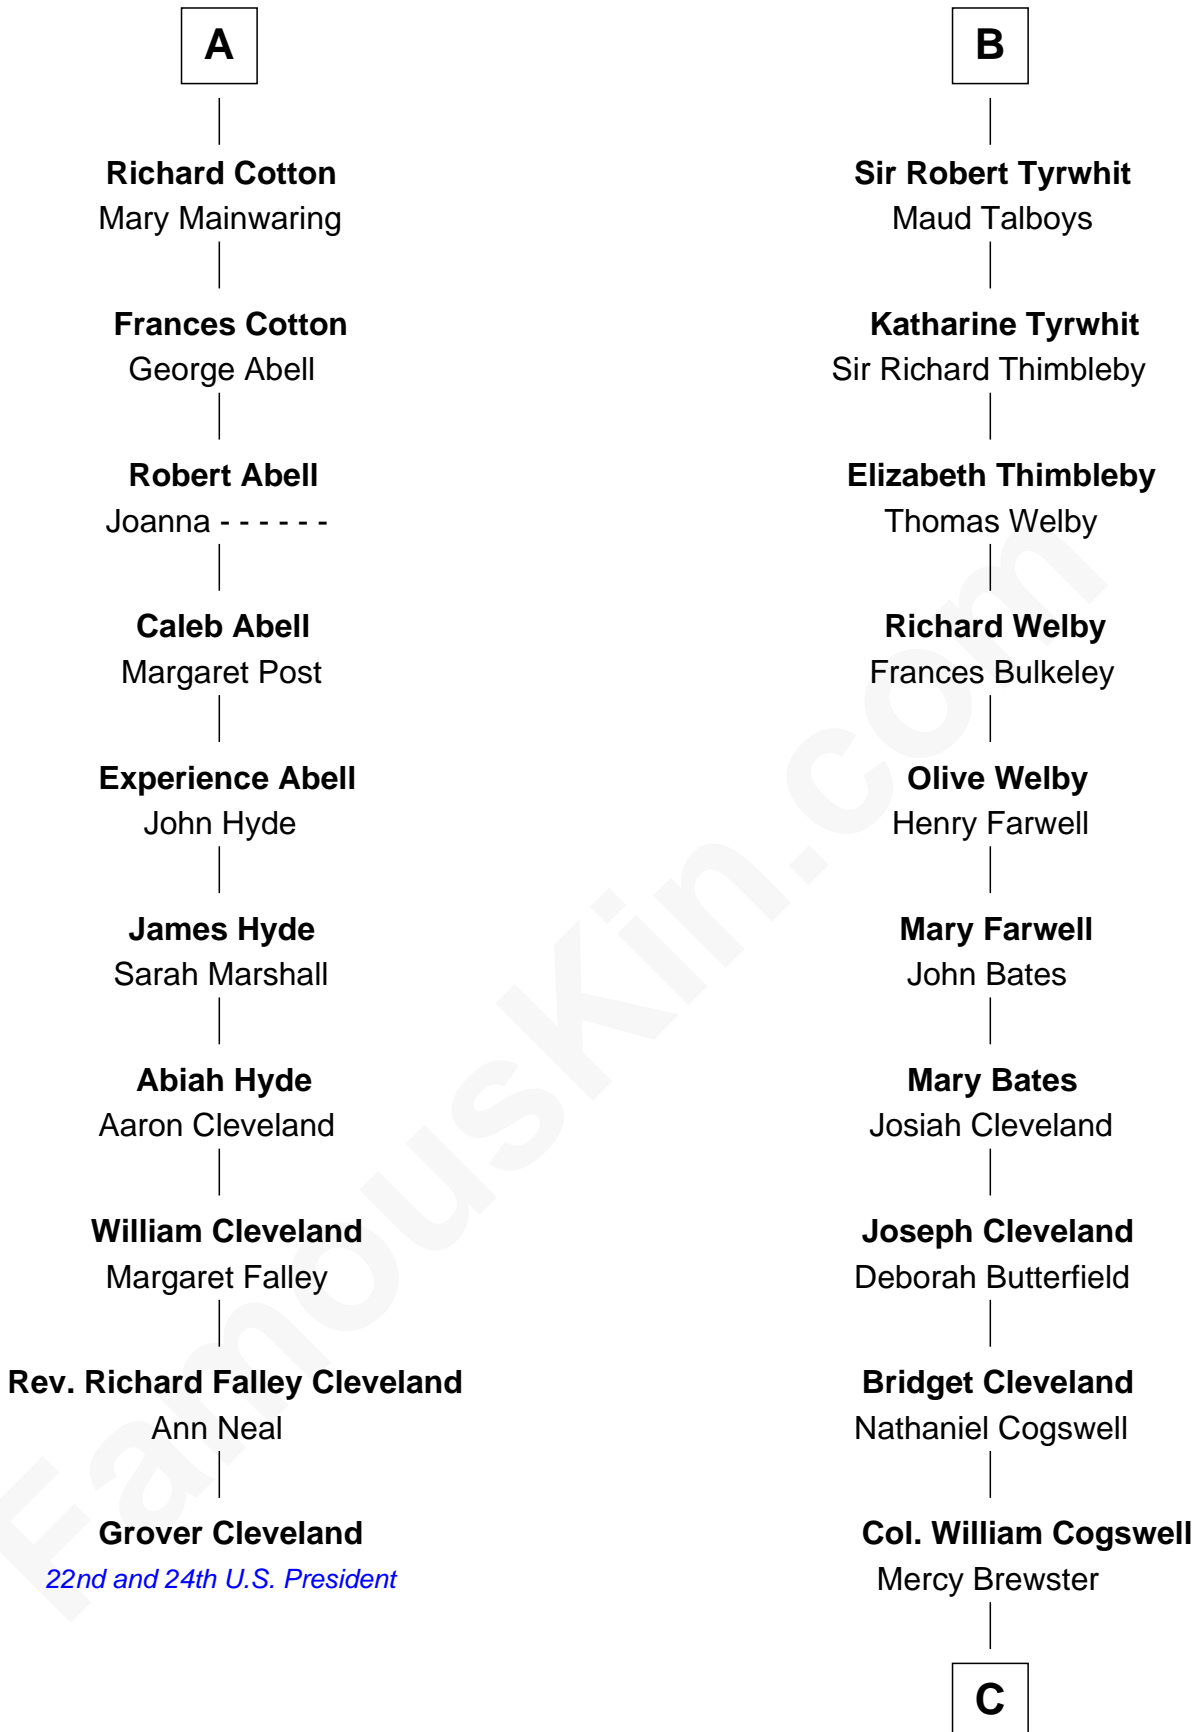 A
Richard Cotton
Mary Mainwaring
Frances Cotton
George Abell
Robert Abell
Joanna - - - - - -
Caleb Abell
Margaret Post
Experience Abell
John Hyde
James Hyde
Sarah Marshall
Abiah Hyde
Aaron Cleveland
William Cleveland
Margaret Falley
Rev. Richard Falley Cleveland
Ann Neal
Grover Cleveland
22nd and 24th U.S. President
B
Sir Robert Tyrwhit
Maud Talboys
Katharine Tyrwhit
Sir Richard Thimbleby
Elizabeth Thimbleby
Thomas Welby
Richard Welby
Frances Bulkeley
Olive Welby
Henry Farwell
Mary Farwell
John Bates
Mary Bates
Josiah Cleveland
Joseph Cleveland
Deborah Butterfield
Bridget Cleveland
Nathaniel Cogswell
Col. William Cogswell
Mercy Brewster
C
FamousKin.com